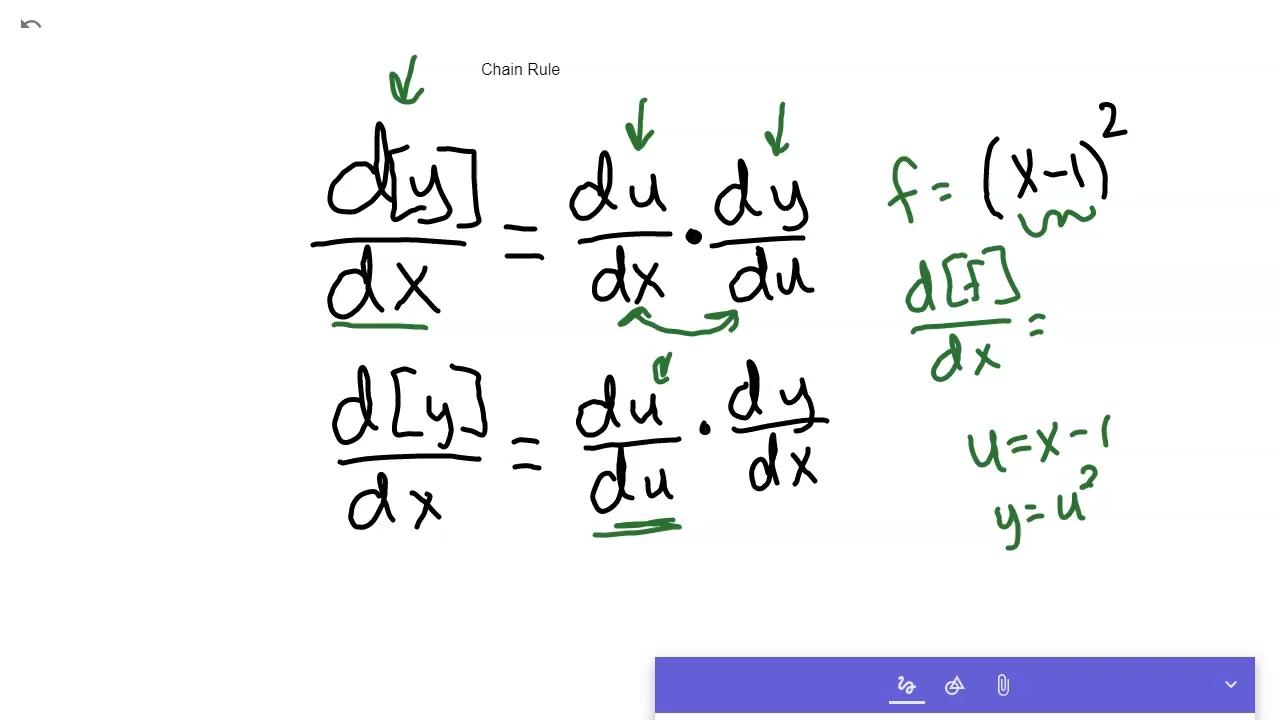 Chain Rule
d[y]/dx = du/dx · dy/du
d[y]/dx = du/du · dy/dx
f = (x-1)²
d[f]/dx =
u = x-1
y = u²